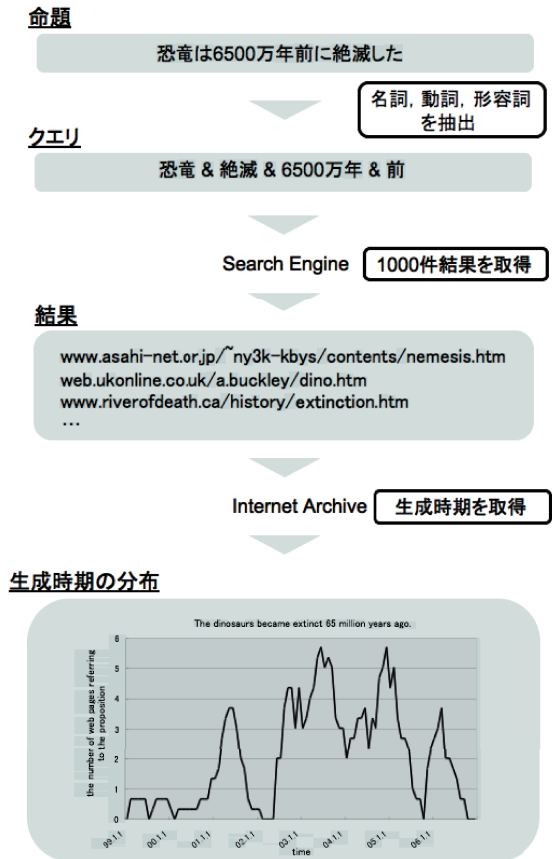 命題
恐竜は6500万年前に絶滅した
名詞, 動詞, 形容詞
を抽出
クエリ
恐竜 & 絶滅 & 6500万年 & 前
Search Engine
1000件結果を取得
結果
www.asahi-net.or.jp/~ny3k-kbys/contents/nemesis.htm
web.ukonline.co.uk/a.buckley/dino.htm
www.riverofdeath.ca/history/extinction.htm
…
Internet Archive
生成時期を取得
生成時期の分布
The dinosaurs became extinct 65 million years ago.
the number of web pages referring
to the proposition
6
5
4
3
2
1
0
99.1.1
00.1.1
01.1.1
02.1.1
03.1.1
04.1.1
05.1.1
06.1.1
time